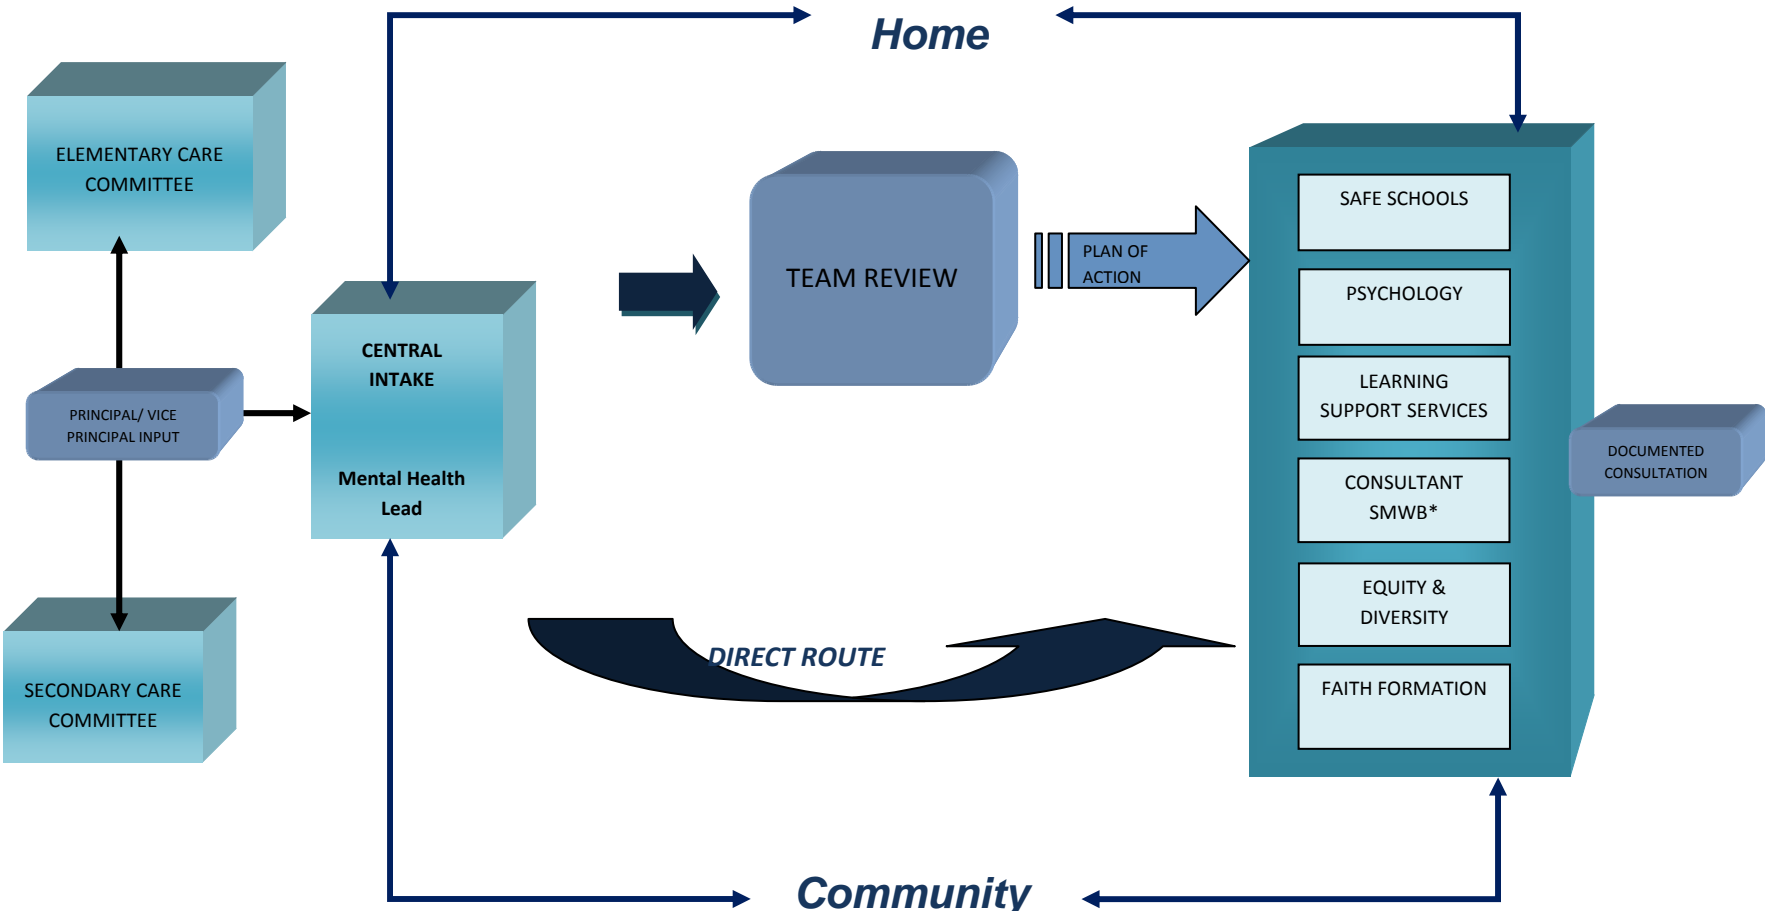 Home
ELEMENTARY CARE
COMMITTEE
PRINCIPAL/ VICE
PRINCIPAL INPUT
SECONDARY CARE
COMMITTEE
CENTRAL
INTAKE
Mental Health
Lead
TEAM REVIEW
PLAN OF
ACTION
DIRECT ROUTE
SAFE SCHOOLS
PSYCHOLOGY
LEARNING
SUPPORT SERVICES
CONSULTANT
SMWB*
EQUITY &
DIVERSITY
FAITH FORMATION
DOCUMENTED
CONSULTATION
Community